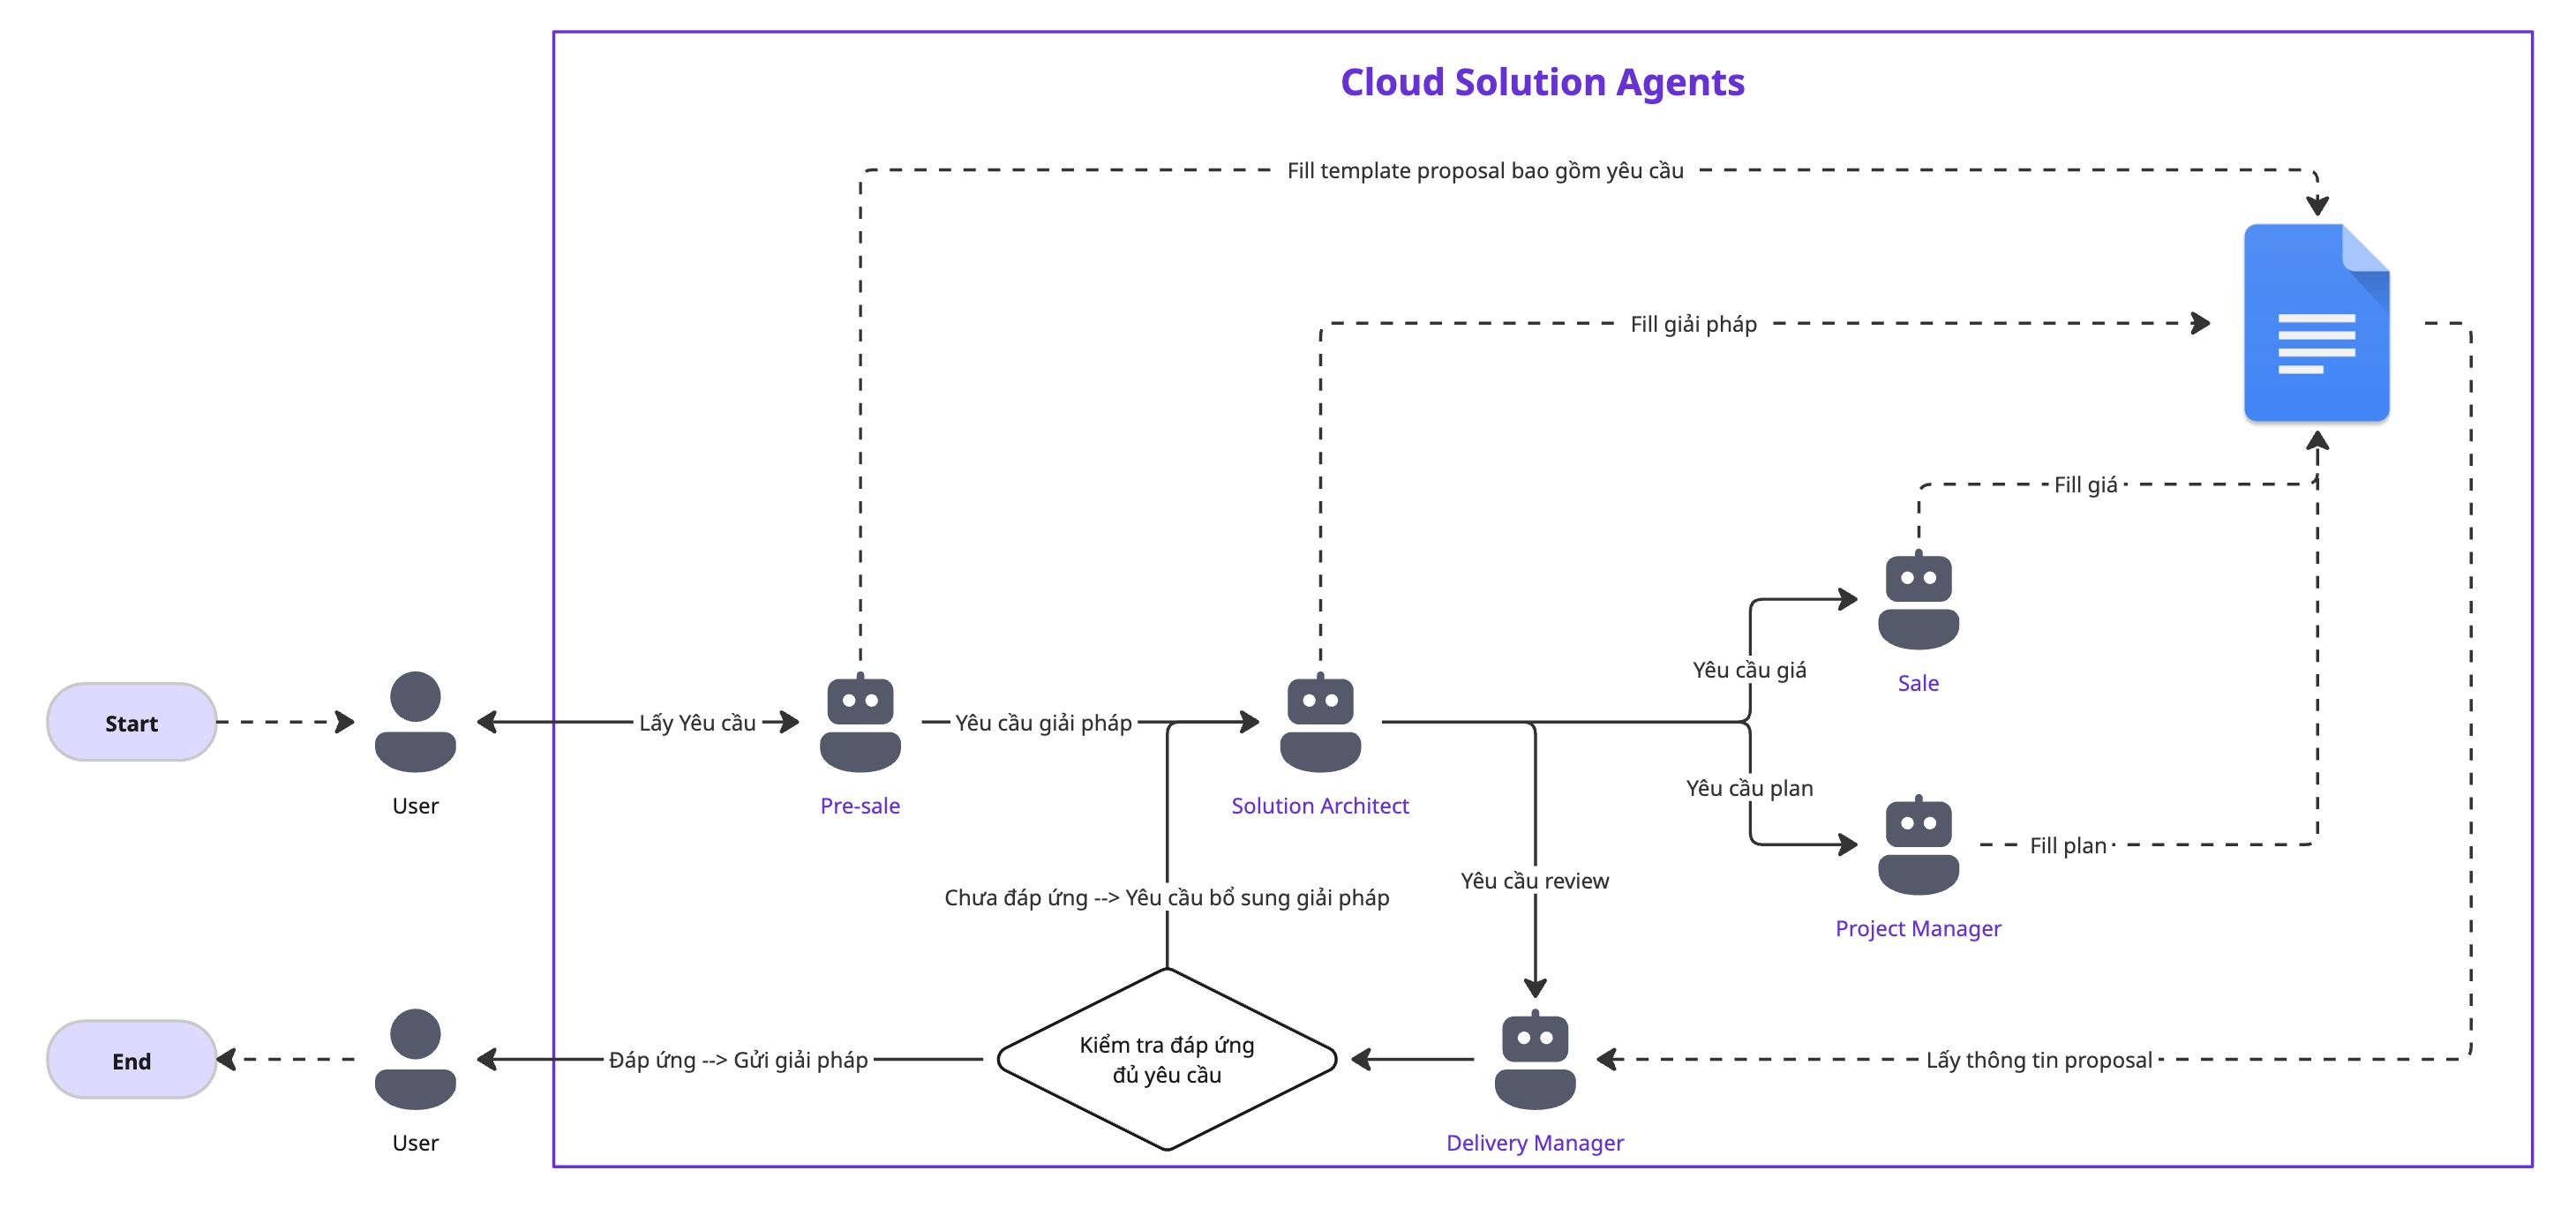 Cloud Solution Agents
Fill template proposal bao gồm yêu cầu
Fill giải pháp
Fill giá
Yêu cầu giá
Sale
Start
User
Lấy Yêu cầu
Pre-sale
Yêu cầu giải pháp
Solution Architect
Yêu cầu plan
Fill plan
Project Manager
Chưa đáp ứng --> Yêu cầu bổ sung giải pháp
Yêu cầu review
End
User
Đáp ứng --> Gửi giải pháp
Kiểm tra đáp ứng
đủ yêu cầu
Delivery Manager
Lấy thông tin proposal